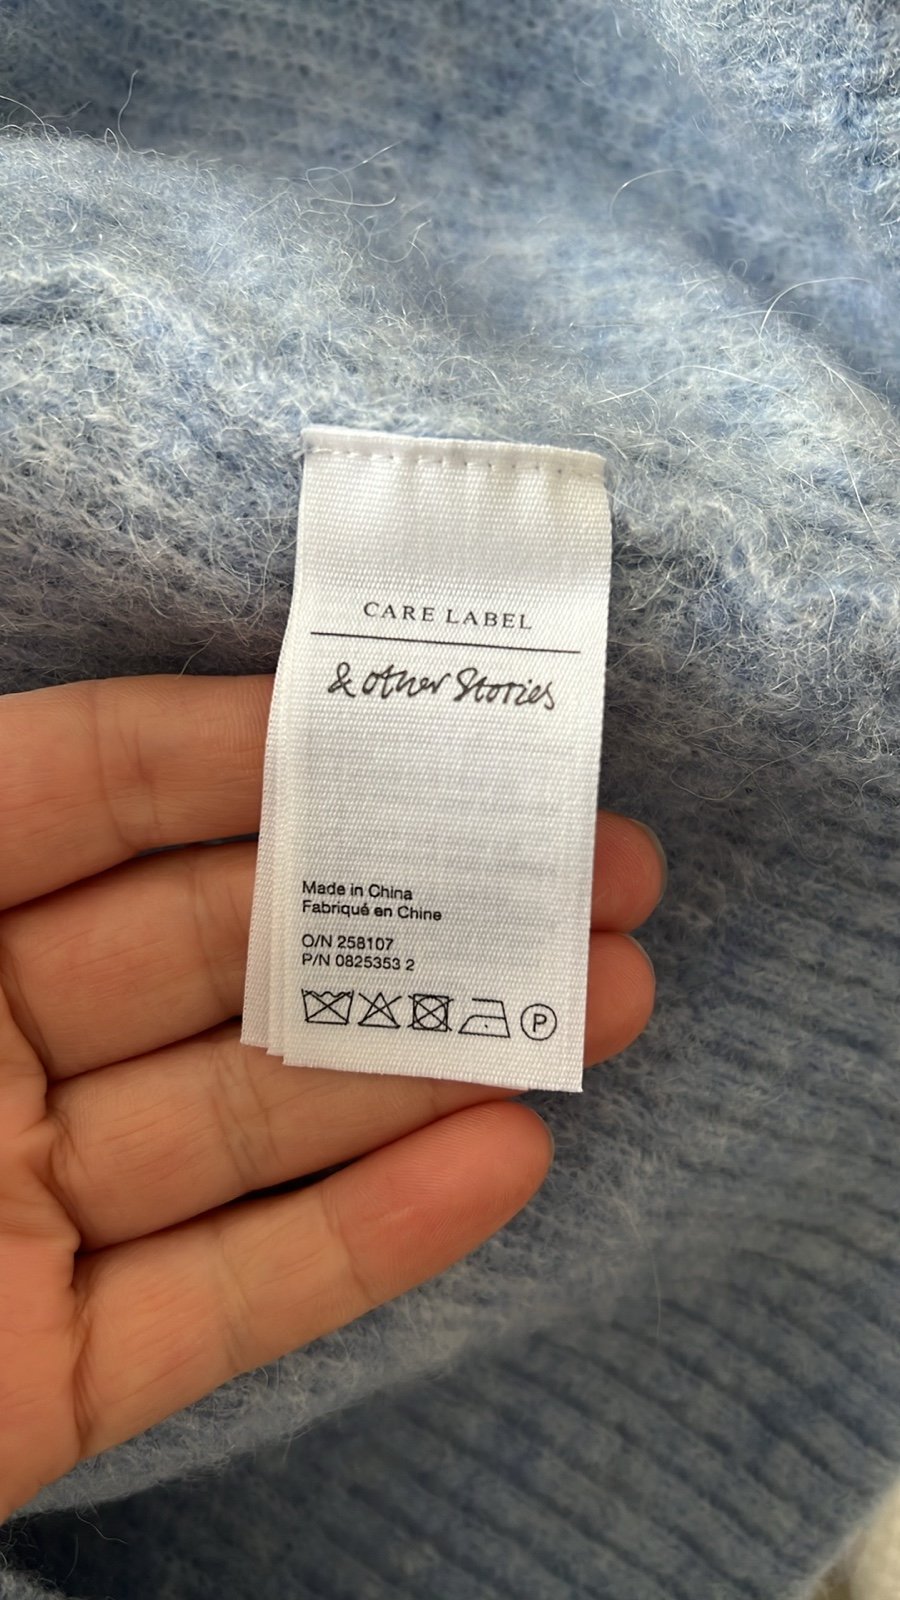 CARE LABEL
& other Stories
Made in China
Fabriqué en Chine
O/N 258107
P/N 0825353 2
P